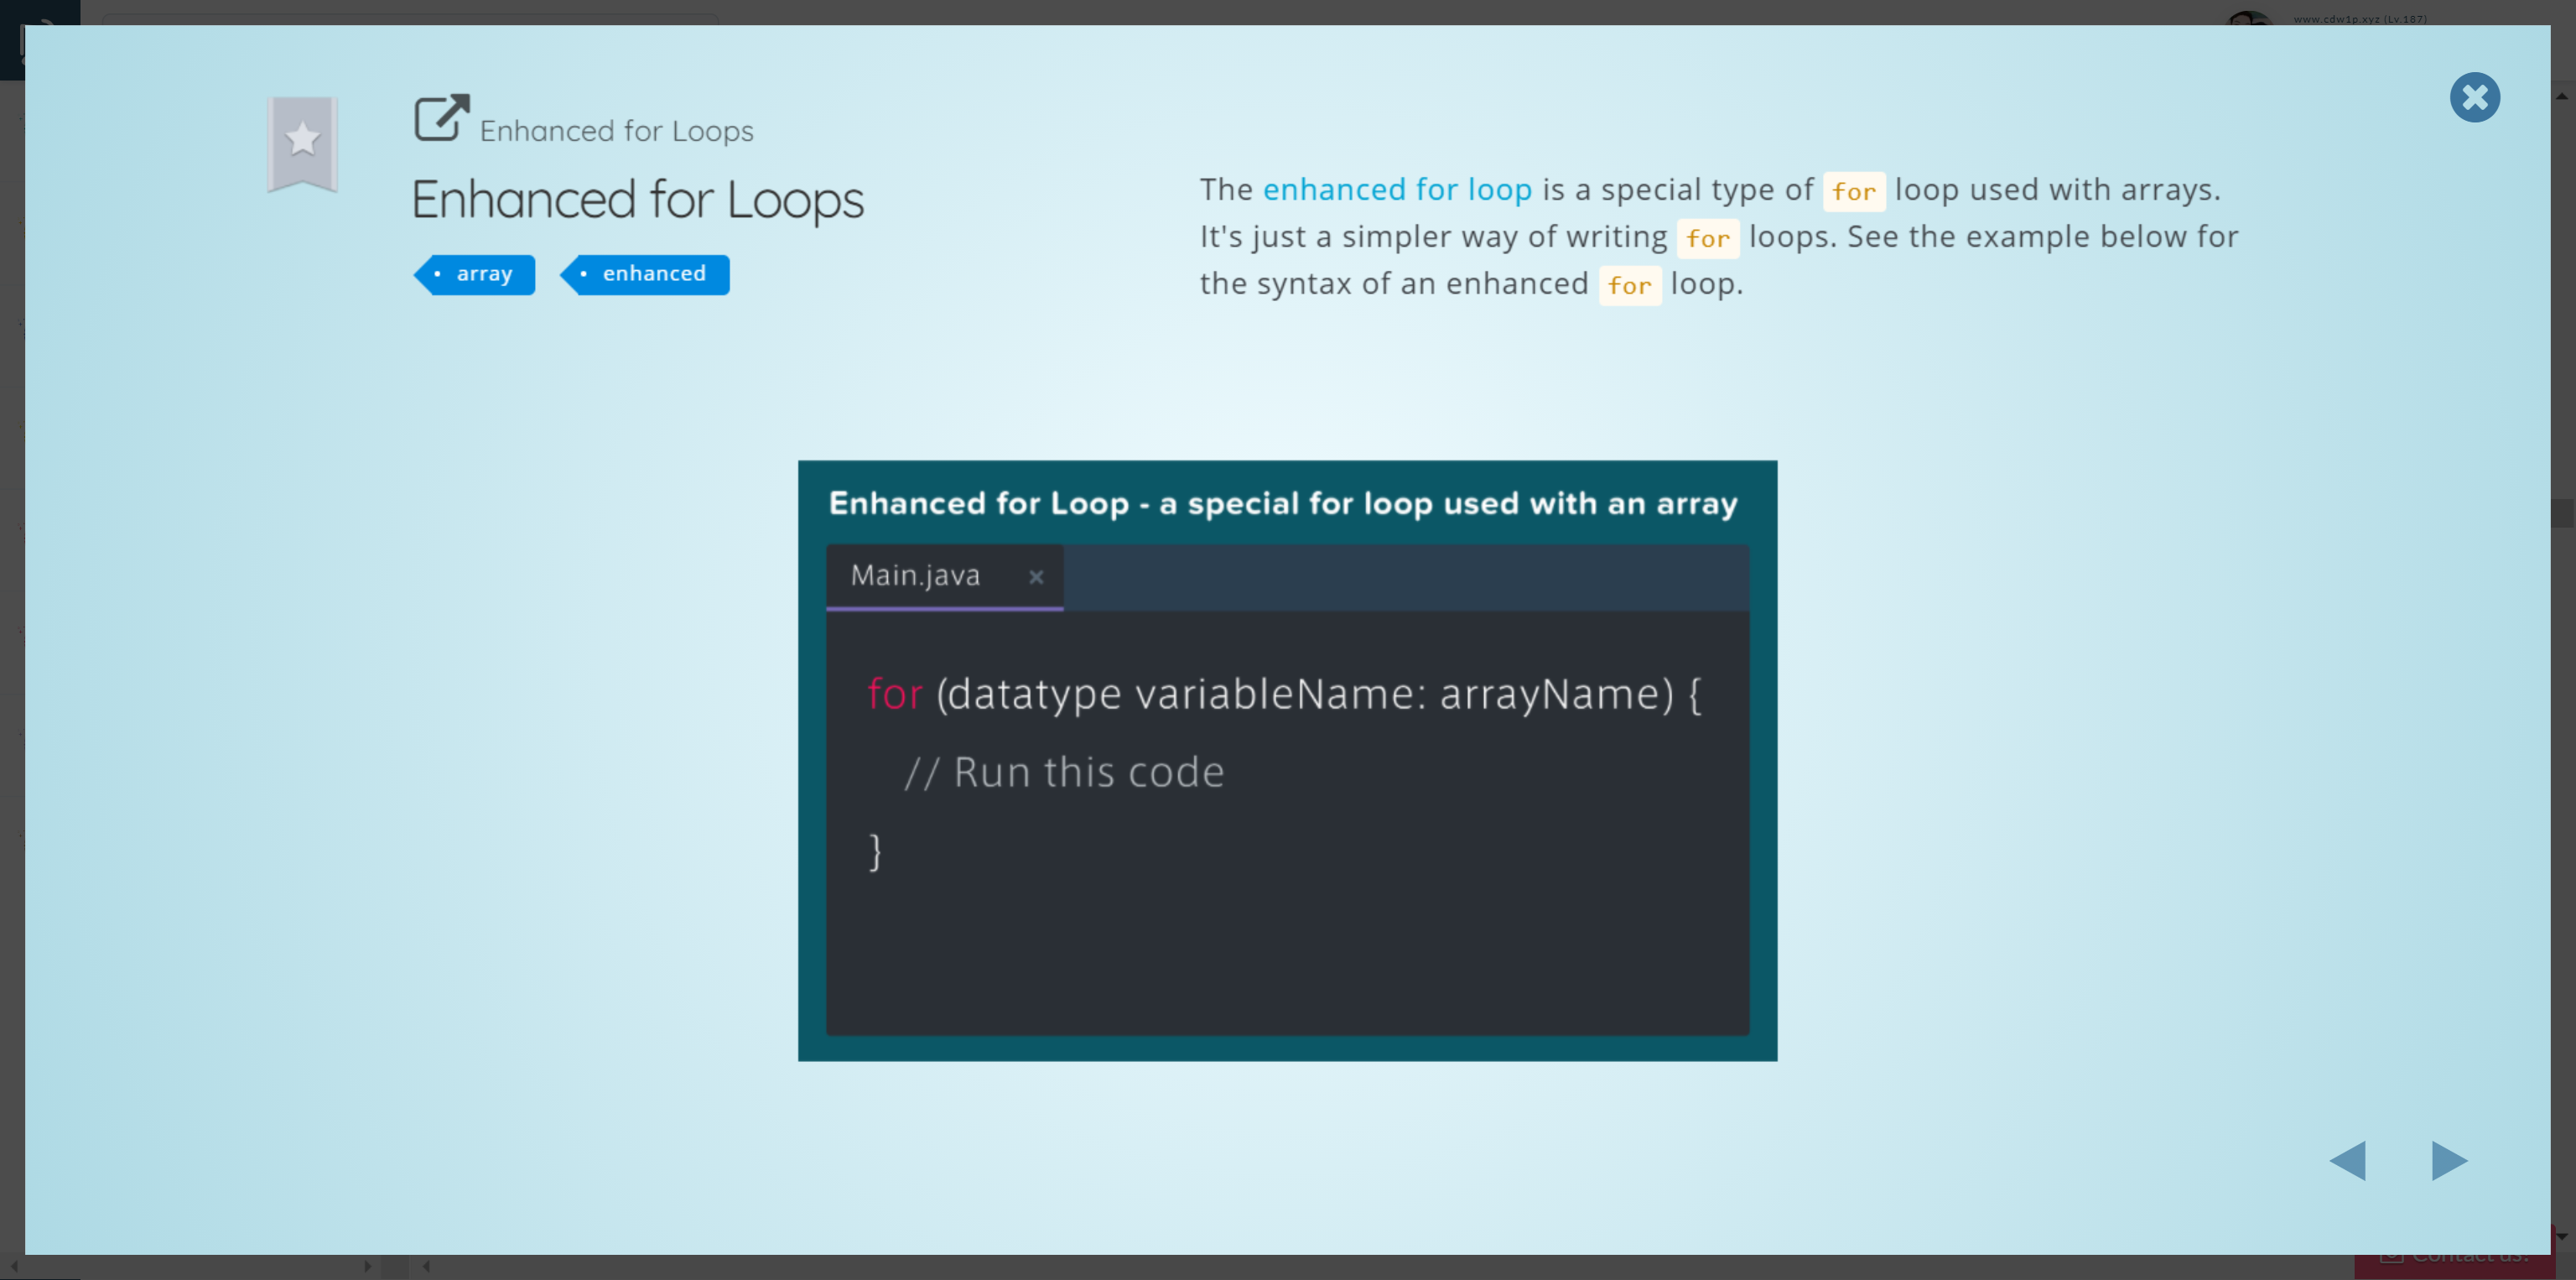 www.cdw1p.xyz (Lv.187)
Enhanced for Loops
Enhanced for Loops
• array • enhanced
The enhanced for loop is a special type of for loop used with arrays.
It's just a simpler way of writing for loops. See the example below for
the syntax of an enhanced for loop.
Enhanced for Loop - a special for loop used with an array
Main.java ×
for (datatype variableName: arrayName) {
// Run this code
}
Contact us!